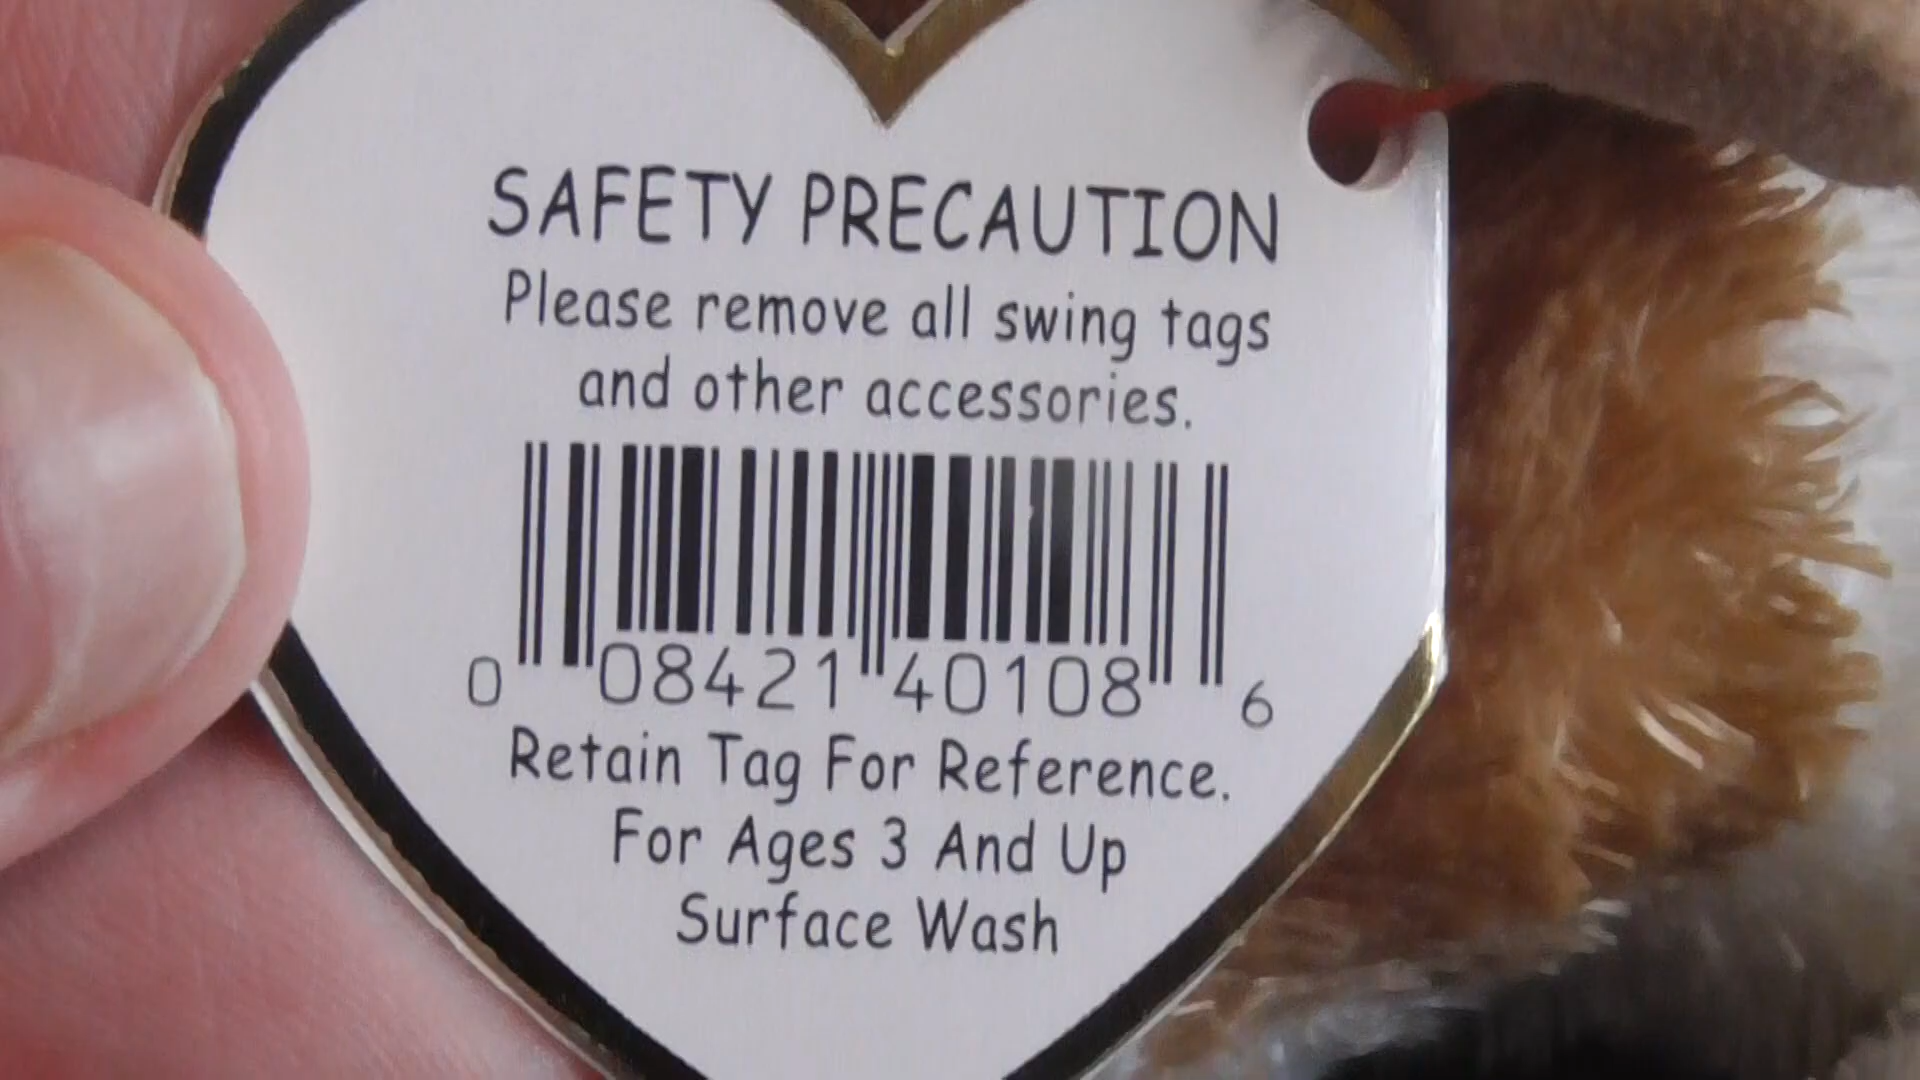 SAFETY PRECAUTION
Please remove all swing tags
and other accessories.
0 08421 40108 6
Retain Tag For Reference.
For Ages 3 And Up
Surface Wash